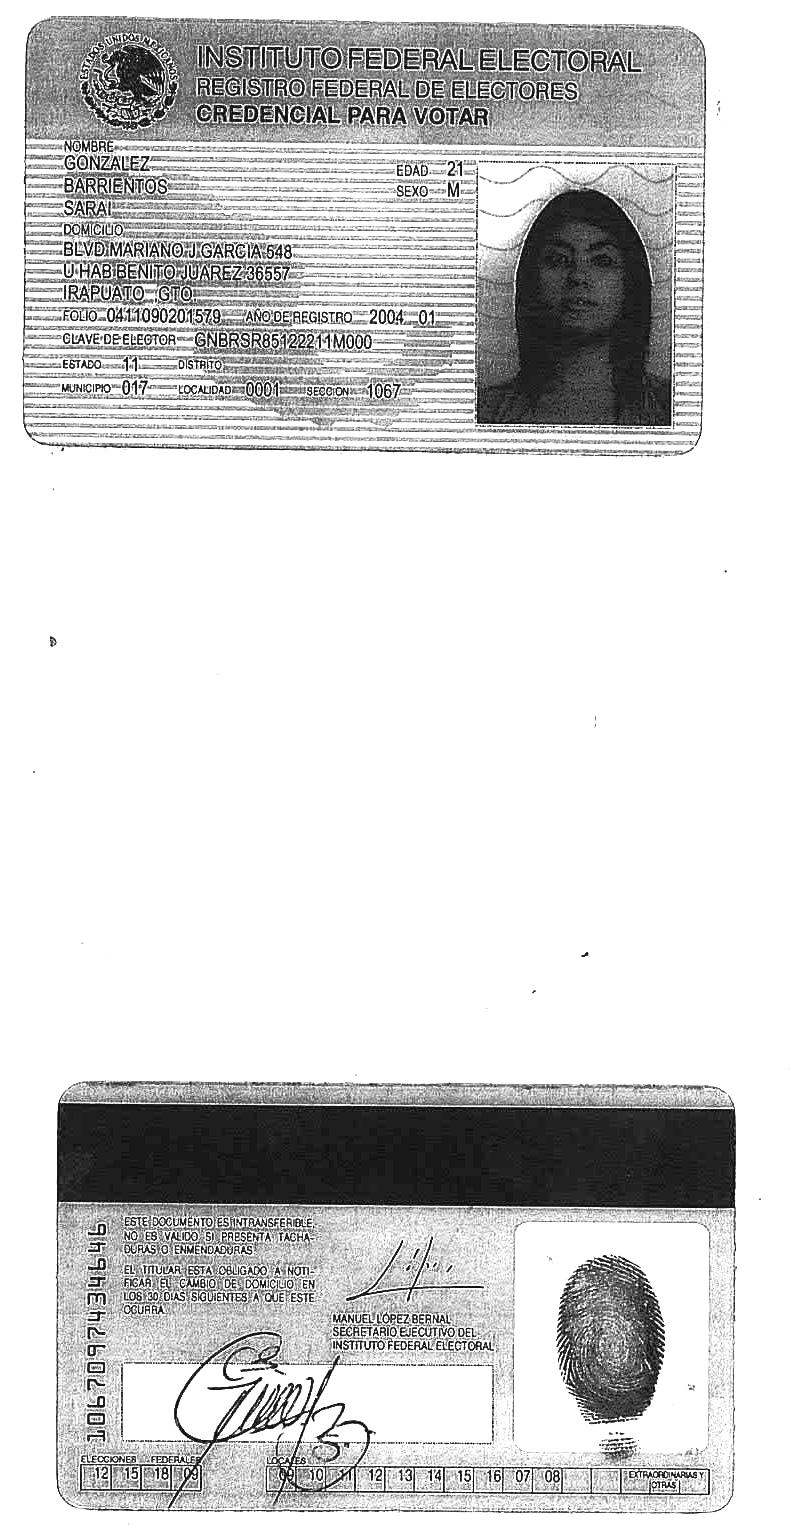 ESTADOS UNIDOS MEXICANOS
INSTITUTO FEDERAL ELECTORAL
REGISTRO FEDERAL DE ELECTORES
CREDENCIAL PARA VOTAR
NOMBRE
GONZALEZ
BARRIENTOS
SARAI
EDAD 21
SEXO M
DOMICILIO
BLVD MARIANO J GARCIA 548
U HAB BENITO JUAREZ 36557
IRAPUATO GTO
FOLIO 0411090201579 AÑO DE REGISTRO 2004 01
CLAVE DE ELECTOR GNBRSR85122211M000
ESTADO 11 DISTRITO
MUNICIPIO 017 LOCALIDAD 0001 SECCION 1067
1067097434646
ESTE DOCUMENTO ES INTRANSFERIBLE,
NO ES VALIDO SI PRESENTA TACHA-
DURAS O ENMENDADURAS
EL TITULAR ESTA OBLIGADO A NOTI-
FICAR EL CAMBIO DE DOMICILIO EN
LOS 30 DIAS SIGUIENTES A QUE ESTE
OCURRA
MANUEL LÓPEZ BERNAL
SECRETARIO EJECUTIVO DEL
INSTITUTO FEDERAL ELECTORAL
ELECCIONES FEDERALES LOCALES EXTRAORDINARIAS Y
OTRAS
12 15 18 09 09 10 11 12 13 14 15 16 07 08